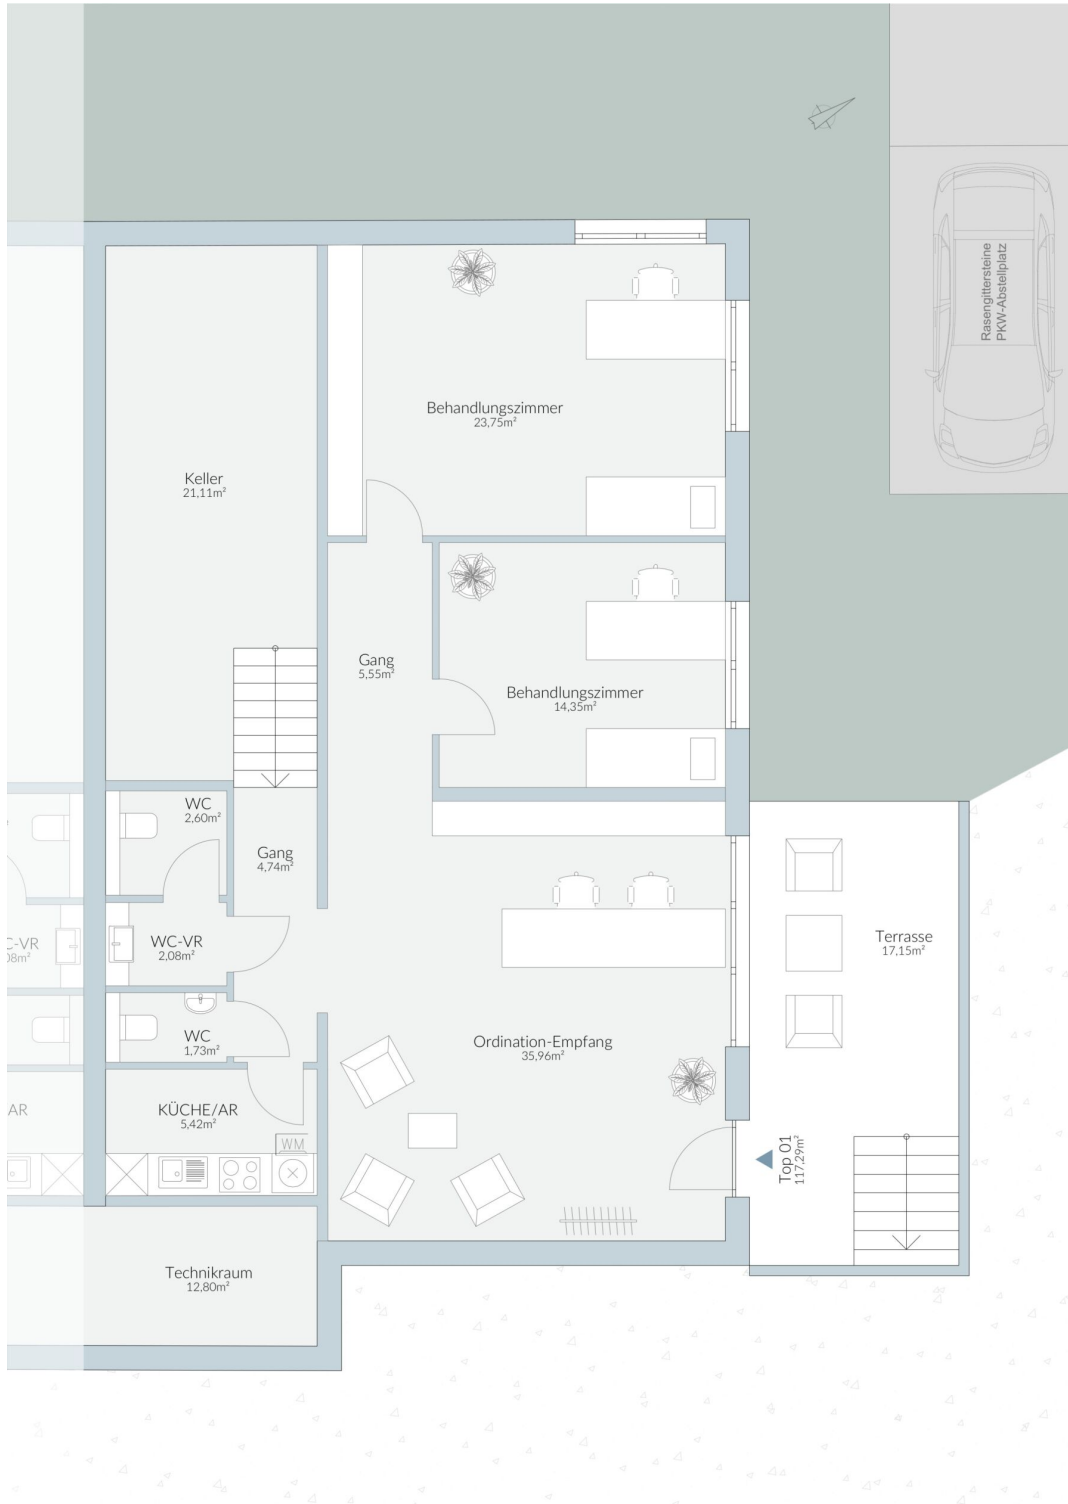 Rasengittersteine
PKW-Abstellplatz
Behandlungszimmer
23,75m²
Keller
21,11m²
Gang
5,55m²
Behandlungszimmer
14,35m²
WC
2,60m²
Gang
4,74m²
WC-VR
2,08m²
C-VR
08m²
Terrasse
17,15m²
WC
1,73m²
Ordination-Empfang
35,96m²
AR
KÜCHE/AR
5,42m²
WM
Top 01
117,29m²
Technikraum
12,80m²